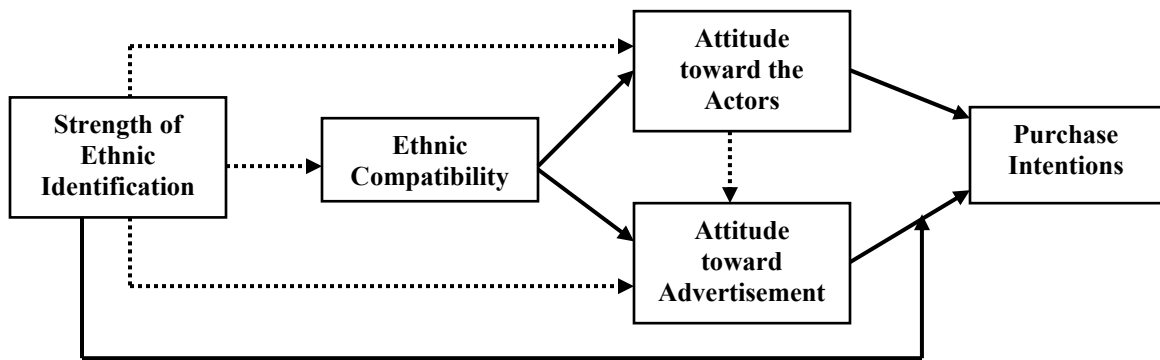 Strength of
Ethnic
Identification
Ethnic
Compatibility
Attitude
toward the
Actors
Attitude
toward
Advertisement
Purchase
Intentions